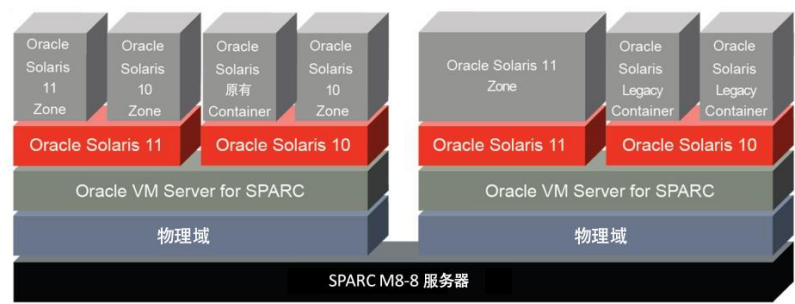 Oracle
Solaris
11
Zone
Oracle
Solaris
10
Zone
Oracle
Solaris
原有
Container
Oracle
Solaris
10
Zone
Oracle Solaris 11
Zone
Oracle
Solaris
Legacy
Container
Oracle
Solaris
Legacy
Container
Oracle Solaris 11
Oracle Solaris 10
Oracle Solaris 11
Oracle Solaris 10
Oracle VM Server for SPARC
Oracle VM Server for SPARC
物理域
物理域
SPARC M8-8 服务器